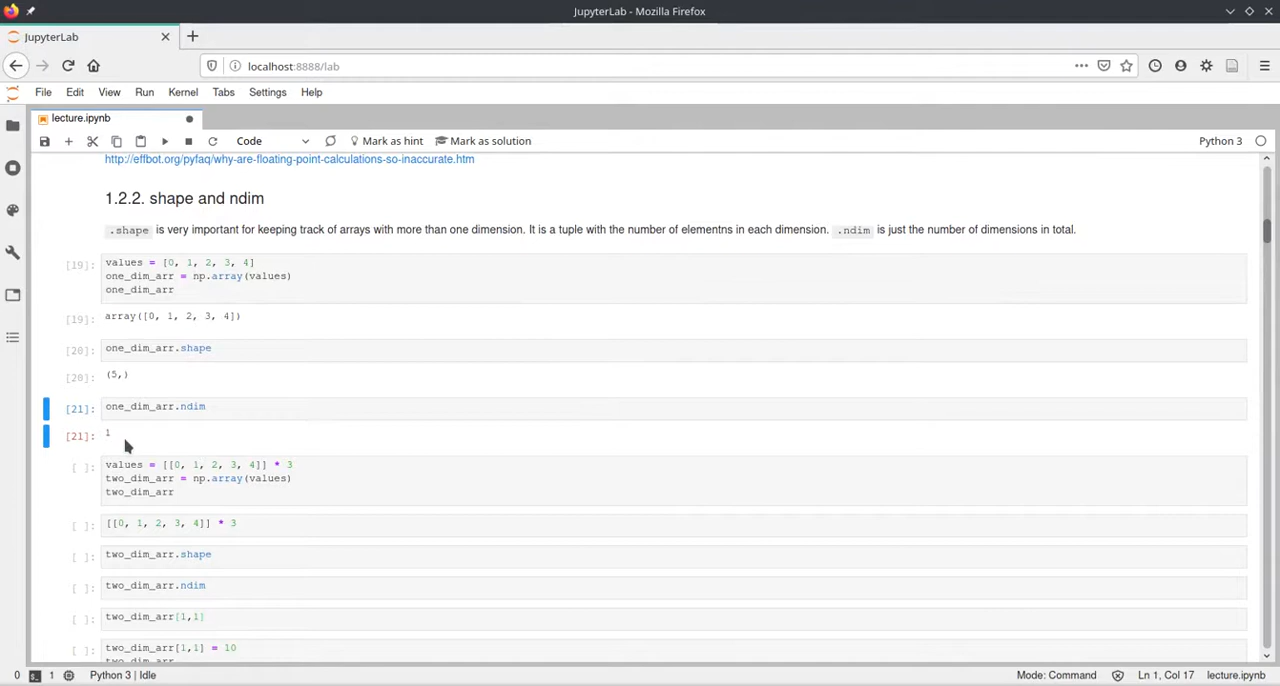 JupyterLab - Mozilla Firefox
JupyterLab
localhost:8888/lab
File Edit View Run Kernel Tabs Settings Help
lecture.ipynb
Code Mark as hint Mark as solution Python 3
http://effbot.org/pyfaq/why-are-floating-point-calculations-so-inaccurate.htm
1.2.2. shape and ndim
.shape is very important for keeping track of arrays with more than one dimension. It is a tuple with the number of elementns in each dimension. .ndim is just the number of dimensions in total.
[19]: values = [0, 1, 2, 3, 4]
one_dim_arr = np.array(values)
one_dim_arr
[19]: array([0, 1, 2, 3, 4])
[20]: one_dim_arr.shape
[20]: (5,)
[21]: one_dim_arr.ndim
[21]: 1
[ ]: values = [[0, 1, 2, 3, 4]] * 3
two_dim_arr = np.array(values)
two_dim_arr
[ ]: [[0, 1, 2, 3, 4]] * 3
[ ]: two_dim_arr.shape
[ ]: two_dim_arr.ndim
[ ]: two_dim_arr[1,1]
[ ]: two_dim_arr[1,1] = 10
two_dim_arr
0 1 Python 3 | Idle Mode: Command Ln 1, Col 17 lecture.ipynb